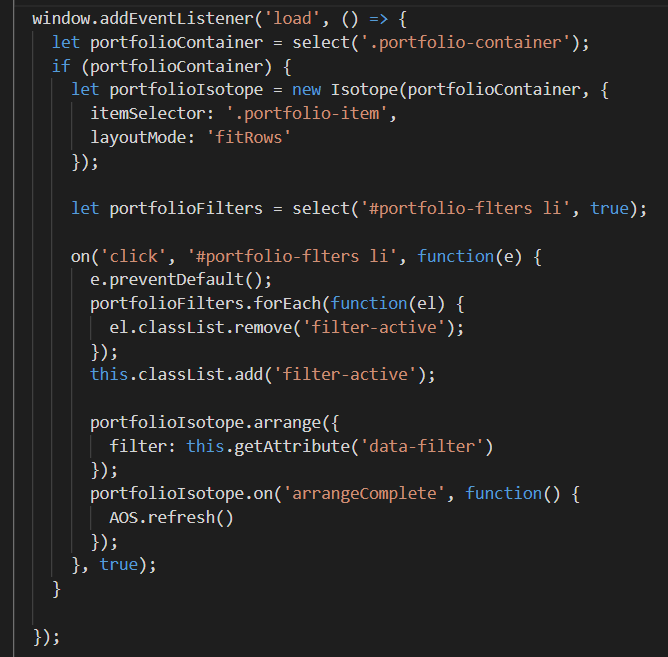 window.addEventListener('load', () => {
  let portfolioContainer = select('.portfolio-container');
  if (portfolioContainer) {
    let portfolioIsotope = new Isotope(portfolioContainer, {
      itemSelector: '.portfolio-item',
      layoutMode: 'fitRows'
    });

    let portfolioFilters = select('#portfolio-flters li', true);

    on('click', '#portfolio-flters li', function(e) {
      e.preventDefault();
      portfolioFilters.forEach(function(el) {
        el.classList.remove('filter-active');
      });
      this.classList.add('filter-active');

      portfolioIsotope.arrange({
        filter: this.getAttribute('data-filter')
      });
      portfolioIsotope.on('arrangeComplete', function() {
        AOS.refresh()
      });
    }, true);
  }

});